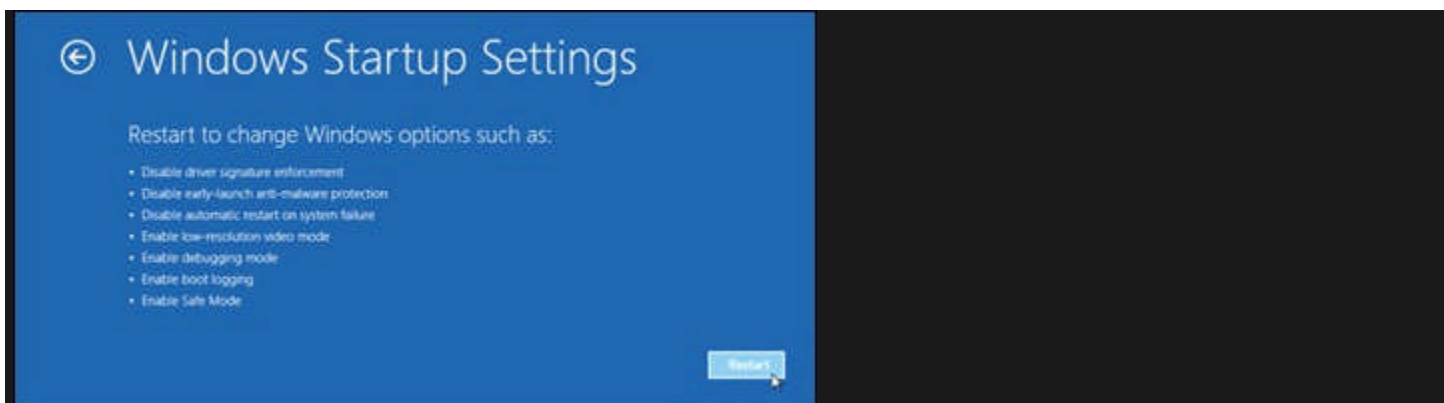 Windows Startup Settings
Restart to change Windows options such as:
• Disable driver signature enforcement
• Disable early-launch anti-malware protection
• Disable automatic restart on system failure
• Enable low-resolution video mode
• Enable debugging mode
• Enable boot logging
• Enable Safe Mode
Restart